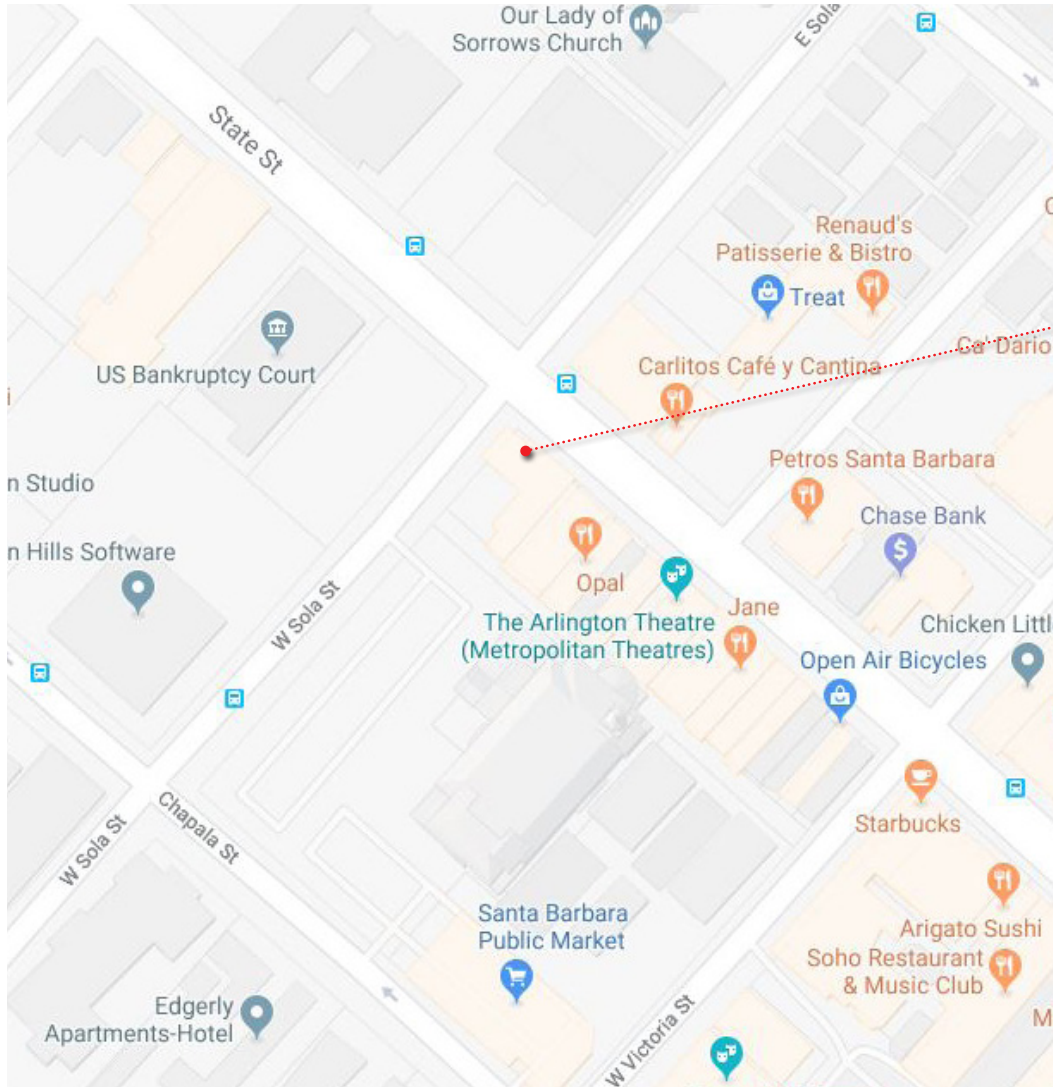 Our Lady of
Sorrows Church
E Sola
State St
Renaud's
Patisserie & Bistro
Treat
Ca' Dario
Carlitos Café y Cantina
US Bankruptcy Court
i
n Studio
Petros Santa Barbara
Chase Bank
n Hills Software
Opal
W Sola St
The Arlington Theatre
(Metropolitan Theatres)
Jane
Chicken Littl
Open Air Bicycles
Starbucks
Chapala St
W Sola St
Santa Barbara
Public Market
Arigato Sushi
Soho Restaurant
& Music Club
Edgerly
Apartments-Hotel
W Victoria St
M